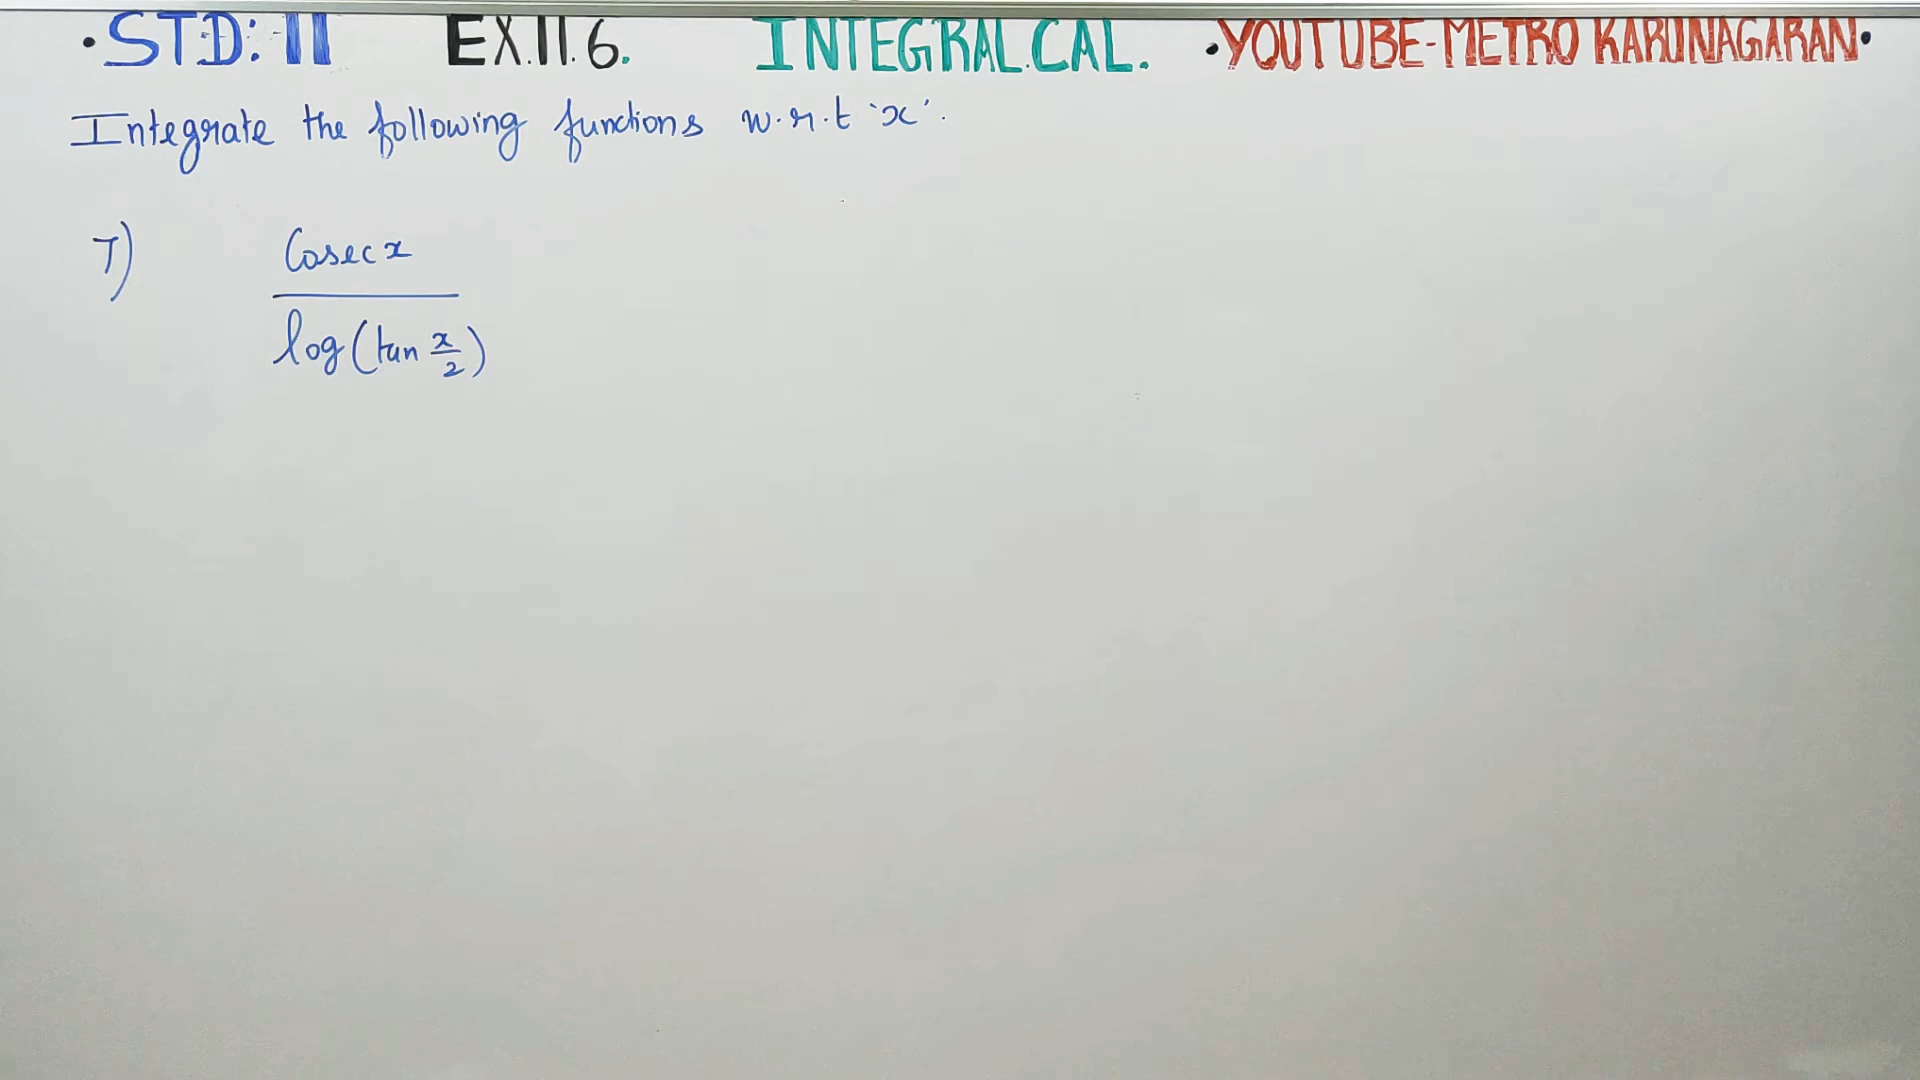 • STD: 11 EX.11.6. INTEGRAL.CAL. •YOUTUBE-METRO KARUNAGARAN•
Integrate the following functions w.r.t 'x'.
7) Cosec x
log(tan x/2)